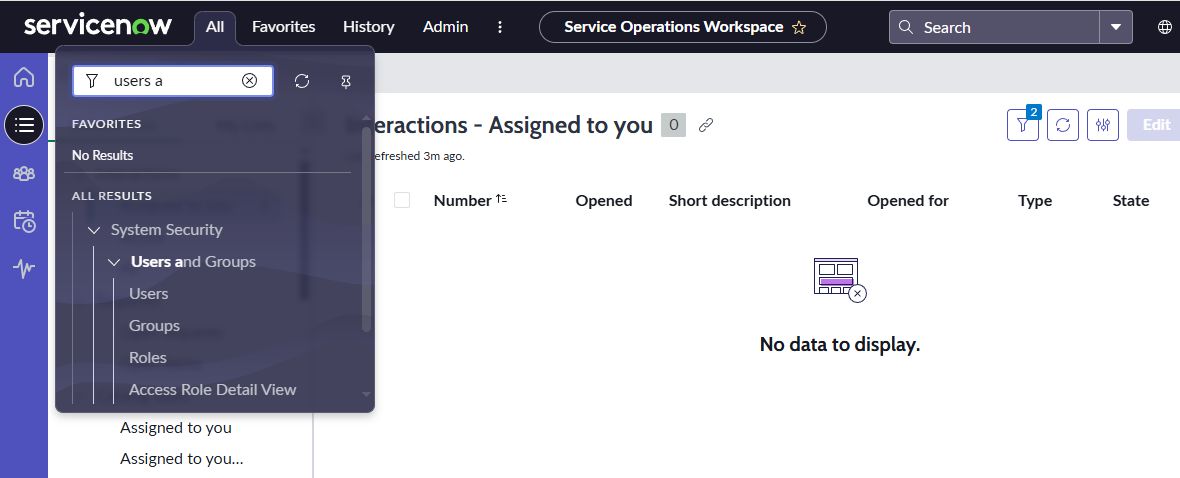 servicenow All Favorites History Admin Service Operations Workspace Search
users a
FAVORITES
No Results
ALL RESULTS
System Security
Users and Groups
Users
Groups
Roles
Access Role Detail View
Assigned to you
Assigned to you...
eractions - Assigned to you 0
2
Edit
efreshed 3m ago.
Number Opened Short description Opened for Type State
No data to display.